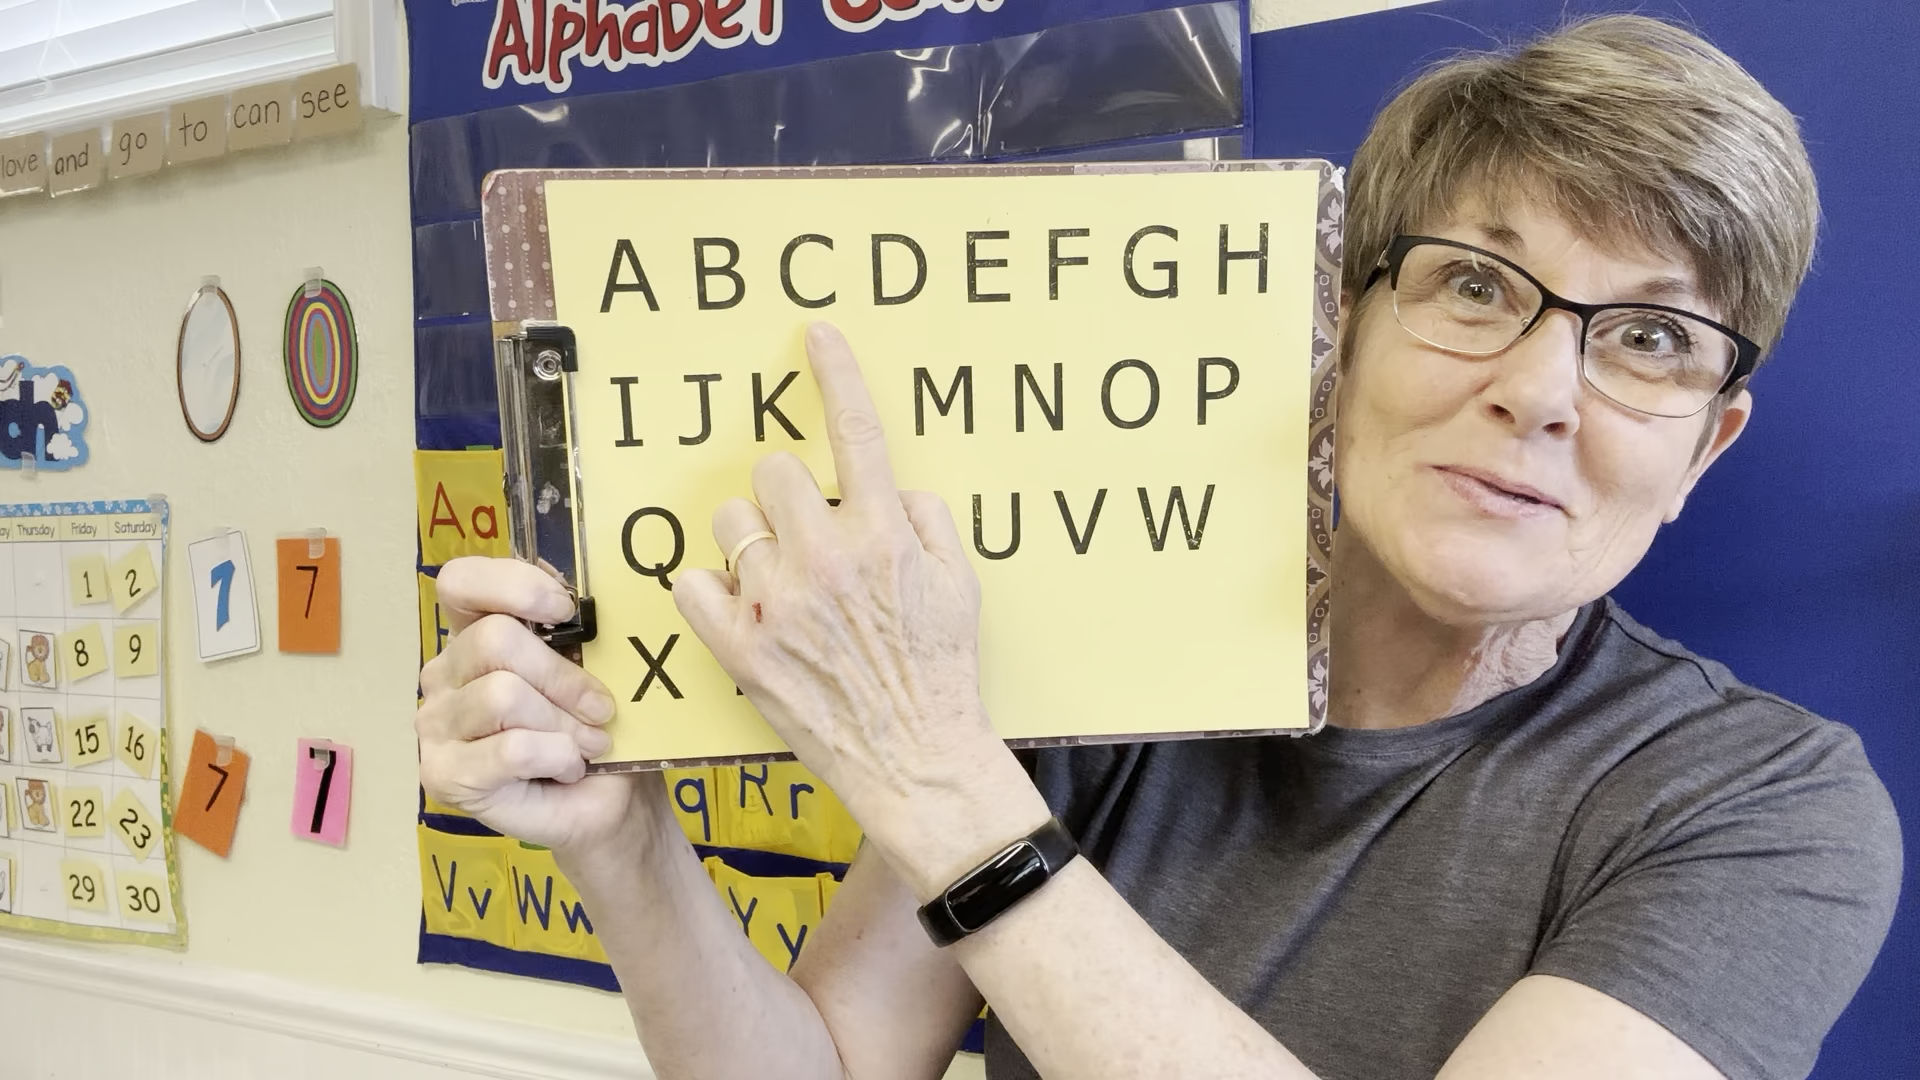 Alphabet
love and go to can see
A B C D E F G H
I J K M N O P
Q U V W
X
Aa
q Rr
Vv Ww Yy
Thursday Friday Saturday
1 2
8 9
15 16
22 23
29 30
7 7
7 7